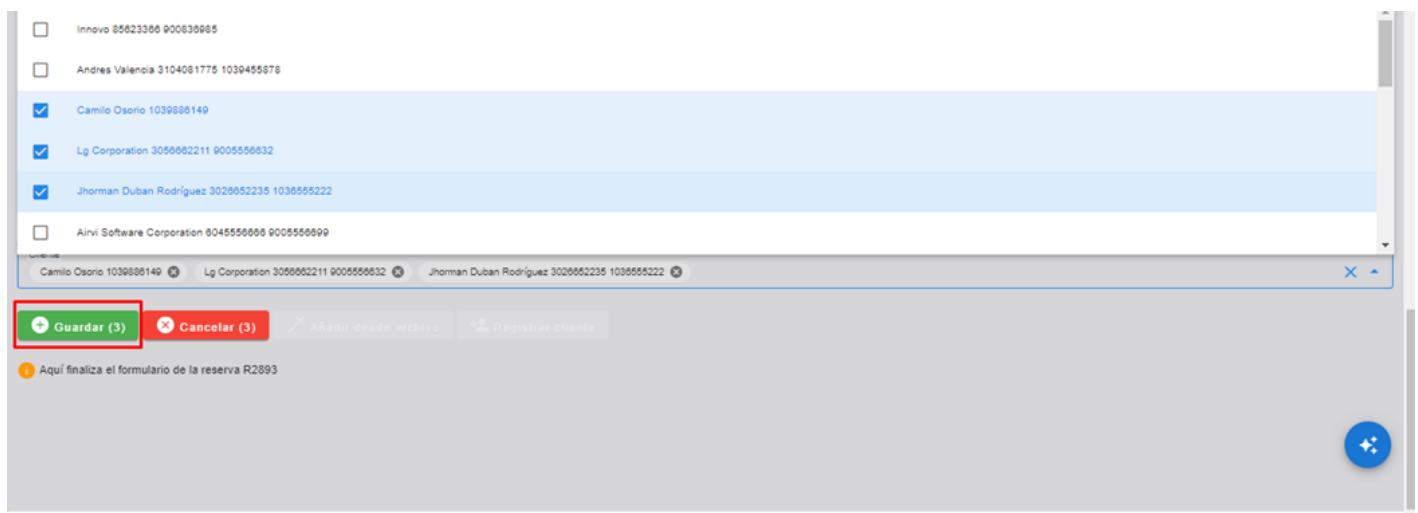 Innovo 85623366 900836985
Andres Valencia 3104081775 1039455878
Camilo Osorio 1039886149
Lg Corporation 3056662211 9005556632
Jhorman Duban Rodríguez 3026652235 1036555222
Airvi Software Corporation 6045556666 9005556699
Cliente
Camilo Osorio 1039886149 Lg Corporation 3056662211 9005556632 Jhorman Duban Rodríguez 3026652235 1036555222
Guardar (3) Cancelar (3) Añadir desde archivo Registrar cliente
Aquí finaliza el formulario de la reserva R2893